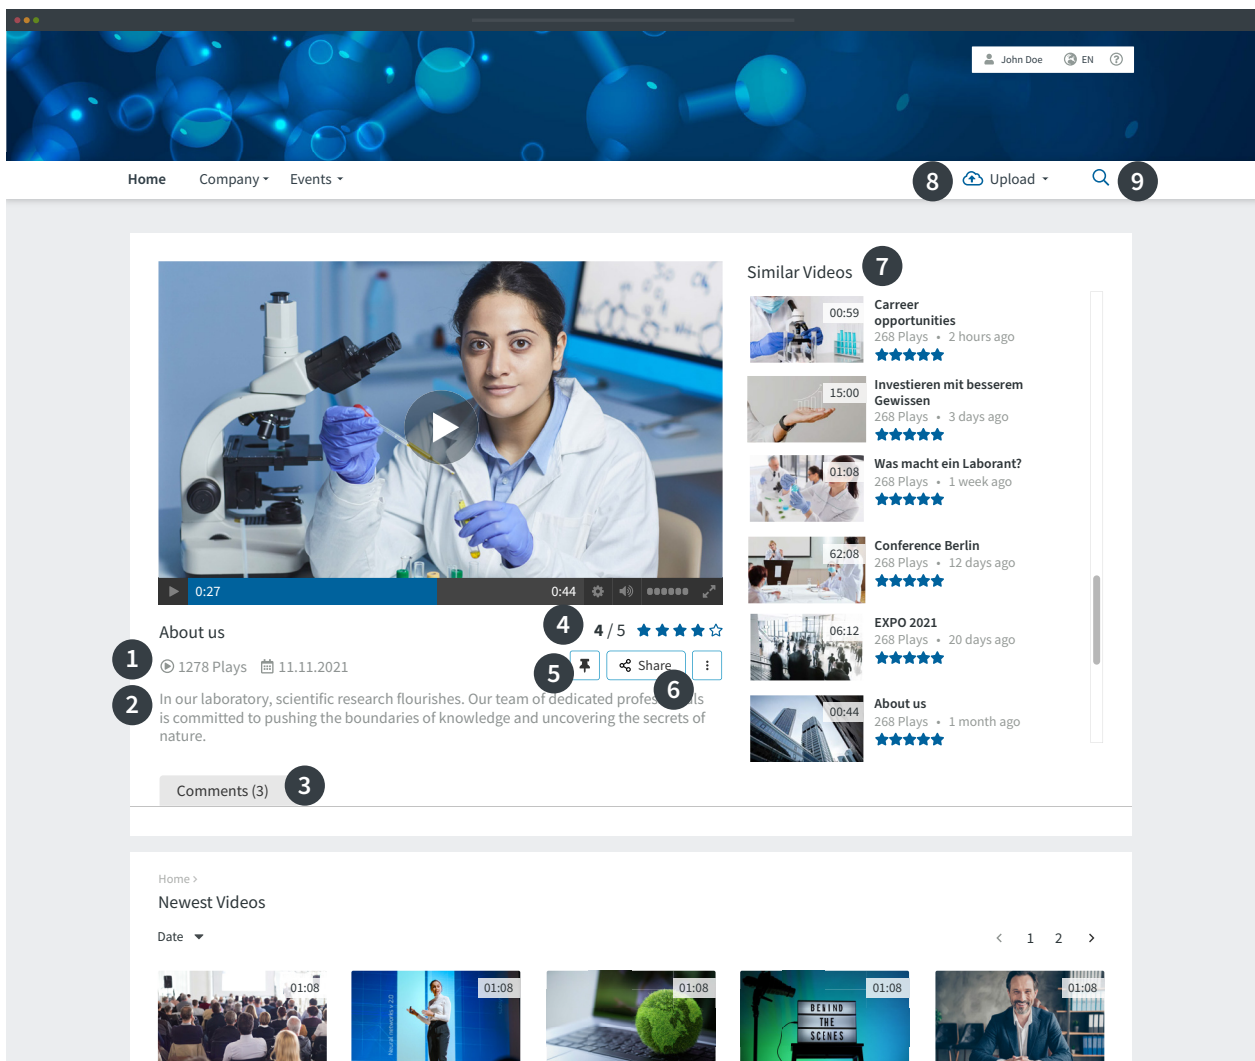 John Doe EN ?
Home Company Events 8 Upload 9
Similar Videos 7
00:59 Carreer
opportunities
268 Plays • 2 hours ago
15:00 Investieren mit besserem
Gewissen
268 Plays • 3 days ago
01:08 Was macht ein Laborant?
268 Plays • 1 week ago
62:08 Conference Berlin
268 Plays • 12 days ago
06:12 EXPO 2021
268 Plays • 20 days ago
00:44 About us
268 Plays • 1 month ago
0:27 0:44
About us 4 4 / 5
1 1278 Plays 11.11.2021 5 Share 6
2 In our laboratory, scientific research flourishes. Our team of dedicated profes als
is committed to pushing the boundaries of knowledge and uncovering the secrets of
nature.
Comments (3) 3
Home >
Newest Videos
Date < 1 2 >
01:08 01:08 01:08 01:08 01:08
Neural networks v 2.0
BEHIND
THE
SCENES